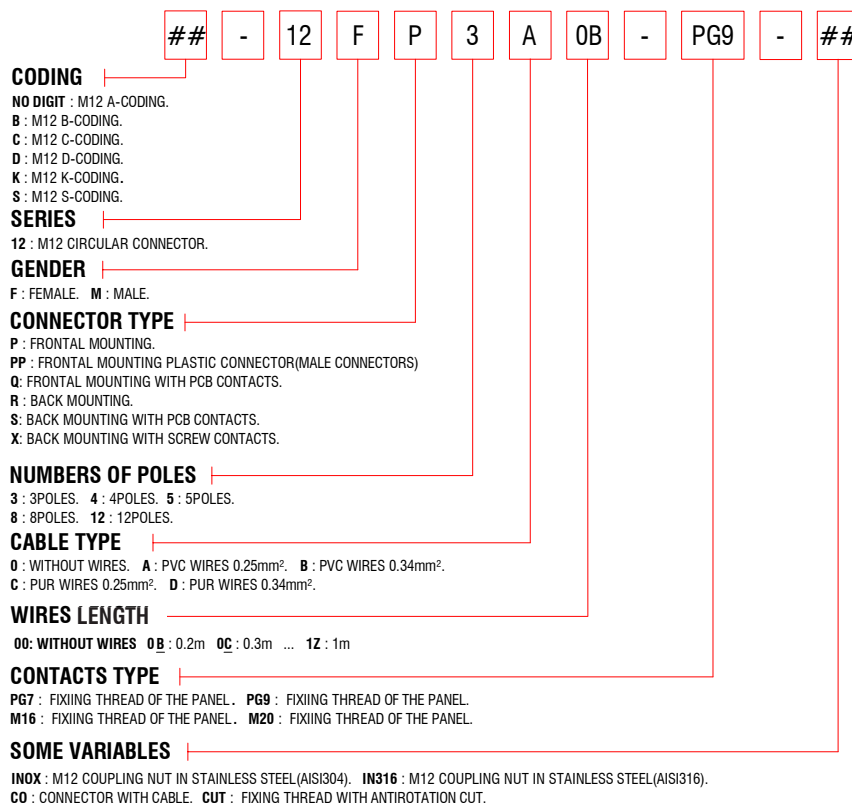 ## - 12 F P 3 A 0B - PG9 - ##
CODING
NO DIGIT : M12 A-CODING.
B : M12 B-CODING.
C : M12 C-CODING.
D : M12 D-CODING.
K : M12 K-CODING.
S : M12 S-CODING.
SERIES
12 : M12 CIRCULAR CONNECTOR.
GENDER
F : FEMALE. M : MALE.
CONNECTOR TYPE
P : FRONTAL MOUNTING.
PP : FRONTAL MOUNTING PLASTIC CONNECTOR(MALE CONNECTORS)
Q: FRONTAL MOUNTING WITH PCB CONTACTS.
R : BACK MOUNTING.
S: BACK MOUNTING WITH PCB CONTACTS.
X: BACK MOUNTING WITH SCREW CONTACTS.
NUMBERS OF POLES
3 : 3POLES. 4 : 4POLES. 5 : 5POLES.
8 : 8POLES. 12 : 12POLES.
CABLE TYPE
0 : WITHOUT WIRES. A : PVC WIRES 0.25mm². B : PVC WIRES 0.34mm².
C : PUR WIRES 0.25mm². D : PUR WIRES 0.34mm².
WIRES LENGTH
00: WITHOUT WIRES 0B : 0.2m 0C : 0.3m ... 1Z : 1m
CONTACTS TYPE
PG7 : FIXIING THREAD OF THE PANEL. PG9 : FIXIING THREAD OF THE PANEL.
M16 : FIXIING THREAD OF THE PANEL. M20 : FIXIING THREAD OF THE PANEL.
SOME VARIABLES
INOX : M12 COUPLING NUT IN STAINLESS STEEL(AISI304). IN316 : M12 COUPLING NUT IN STAINLESS STEEL(AISI316).
CO : CONNECTOR WITH CABLE. CUT : FIXING THREAD WITH ANTIROTATION CUT.